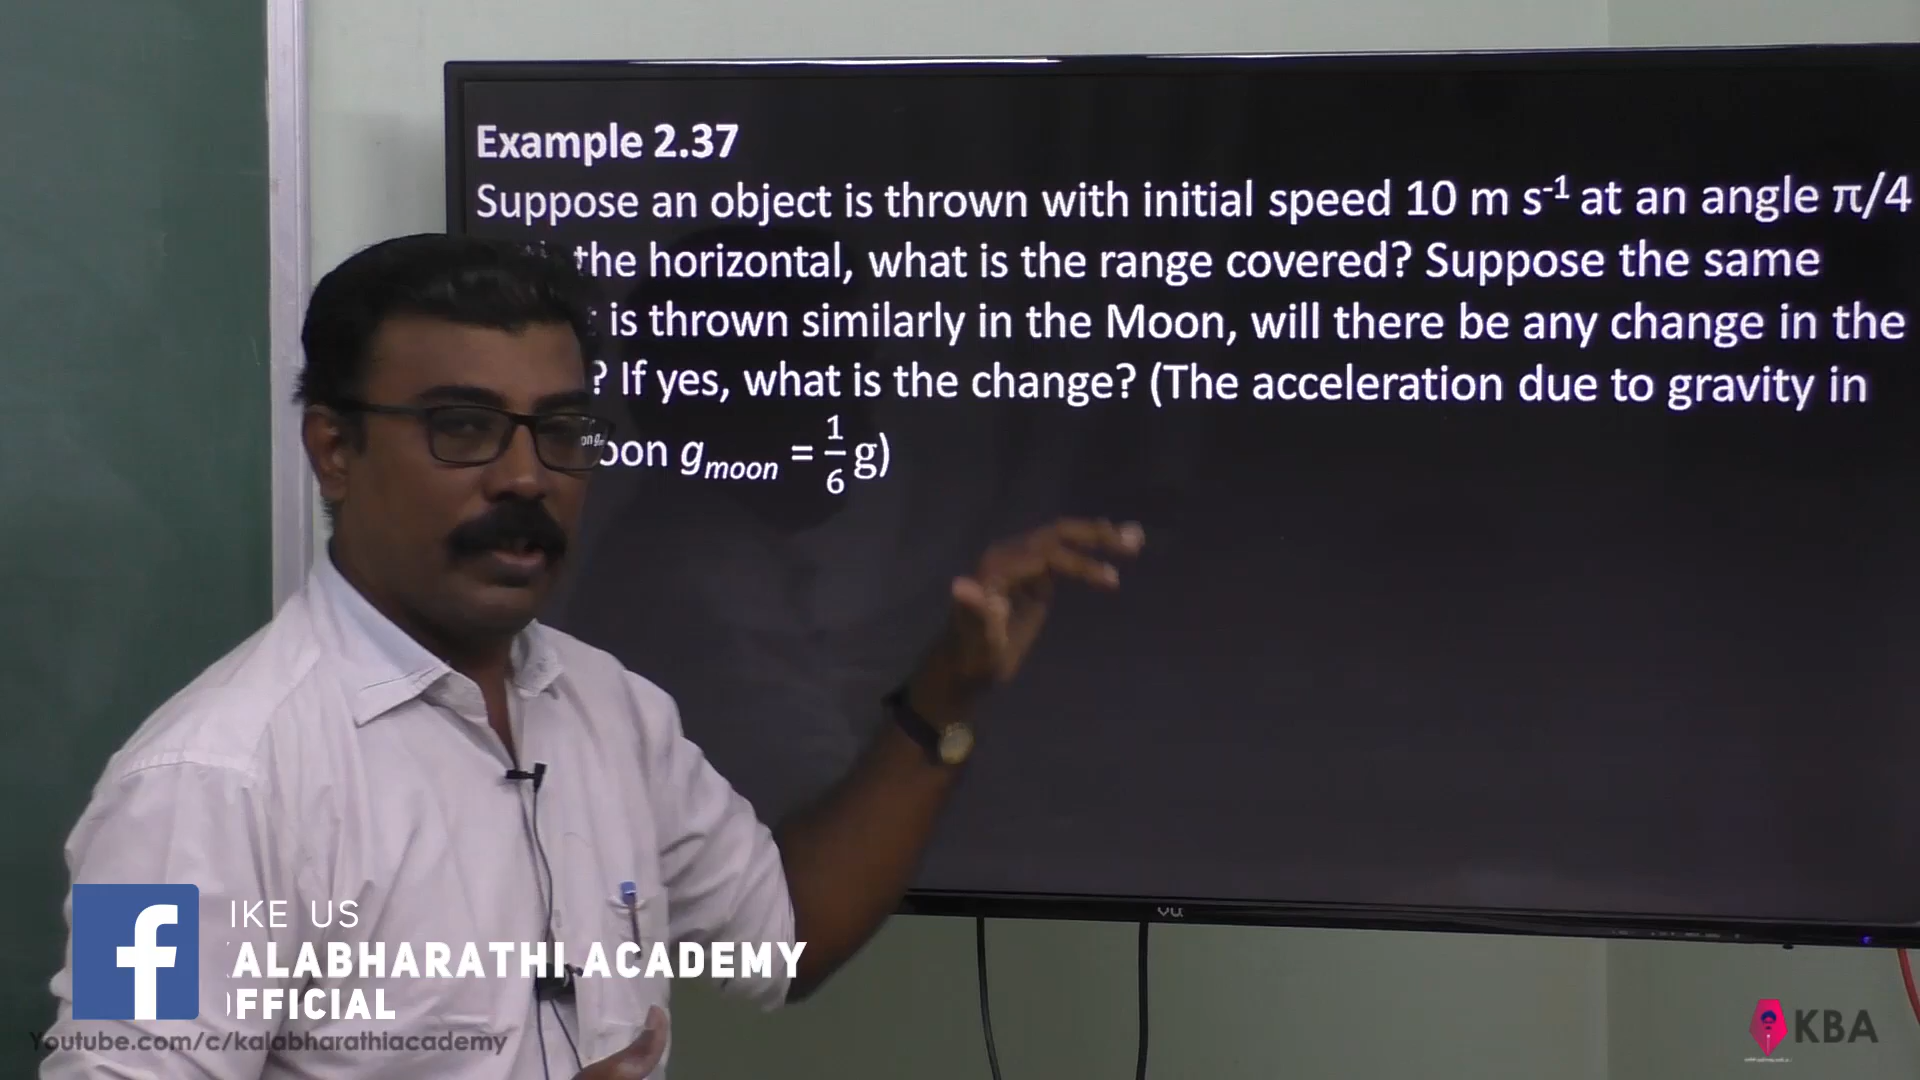 Example 2.37
Suppose an object is thrown with initial speed 10 m s⁻¹ at an angle π/4
the horizontal, what is the range covered? Suppose the same
is thrown similarly in the Moon, will there be any change in the
? If yes, what is the change? (The acceleration due to gravity in
oon g_moon = 1/6 g)
vu
IKE US
ALABHARATHI ACADEMY
FFICIAL
Youtube.com/c/kalabharathiacademy
KBA